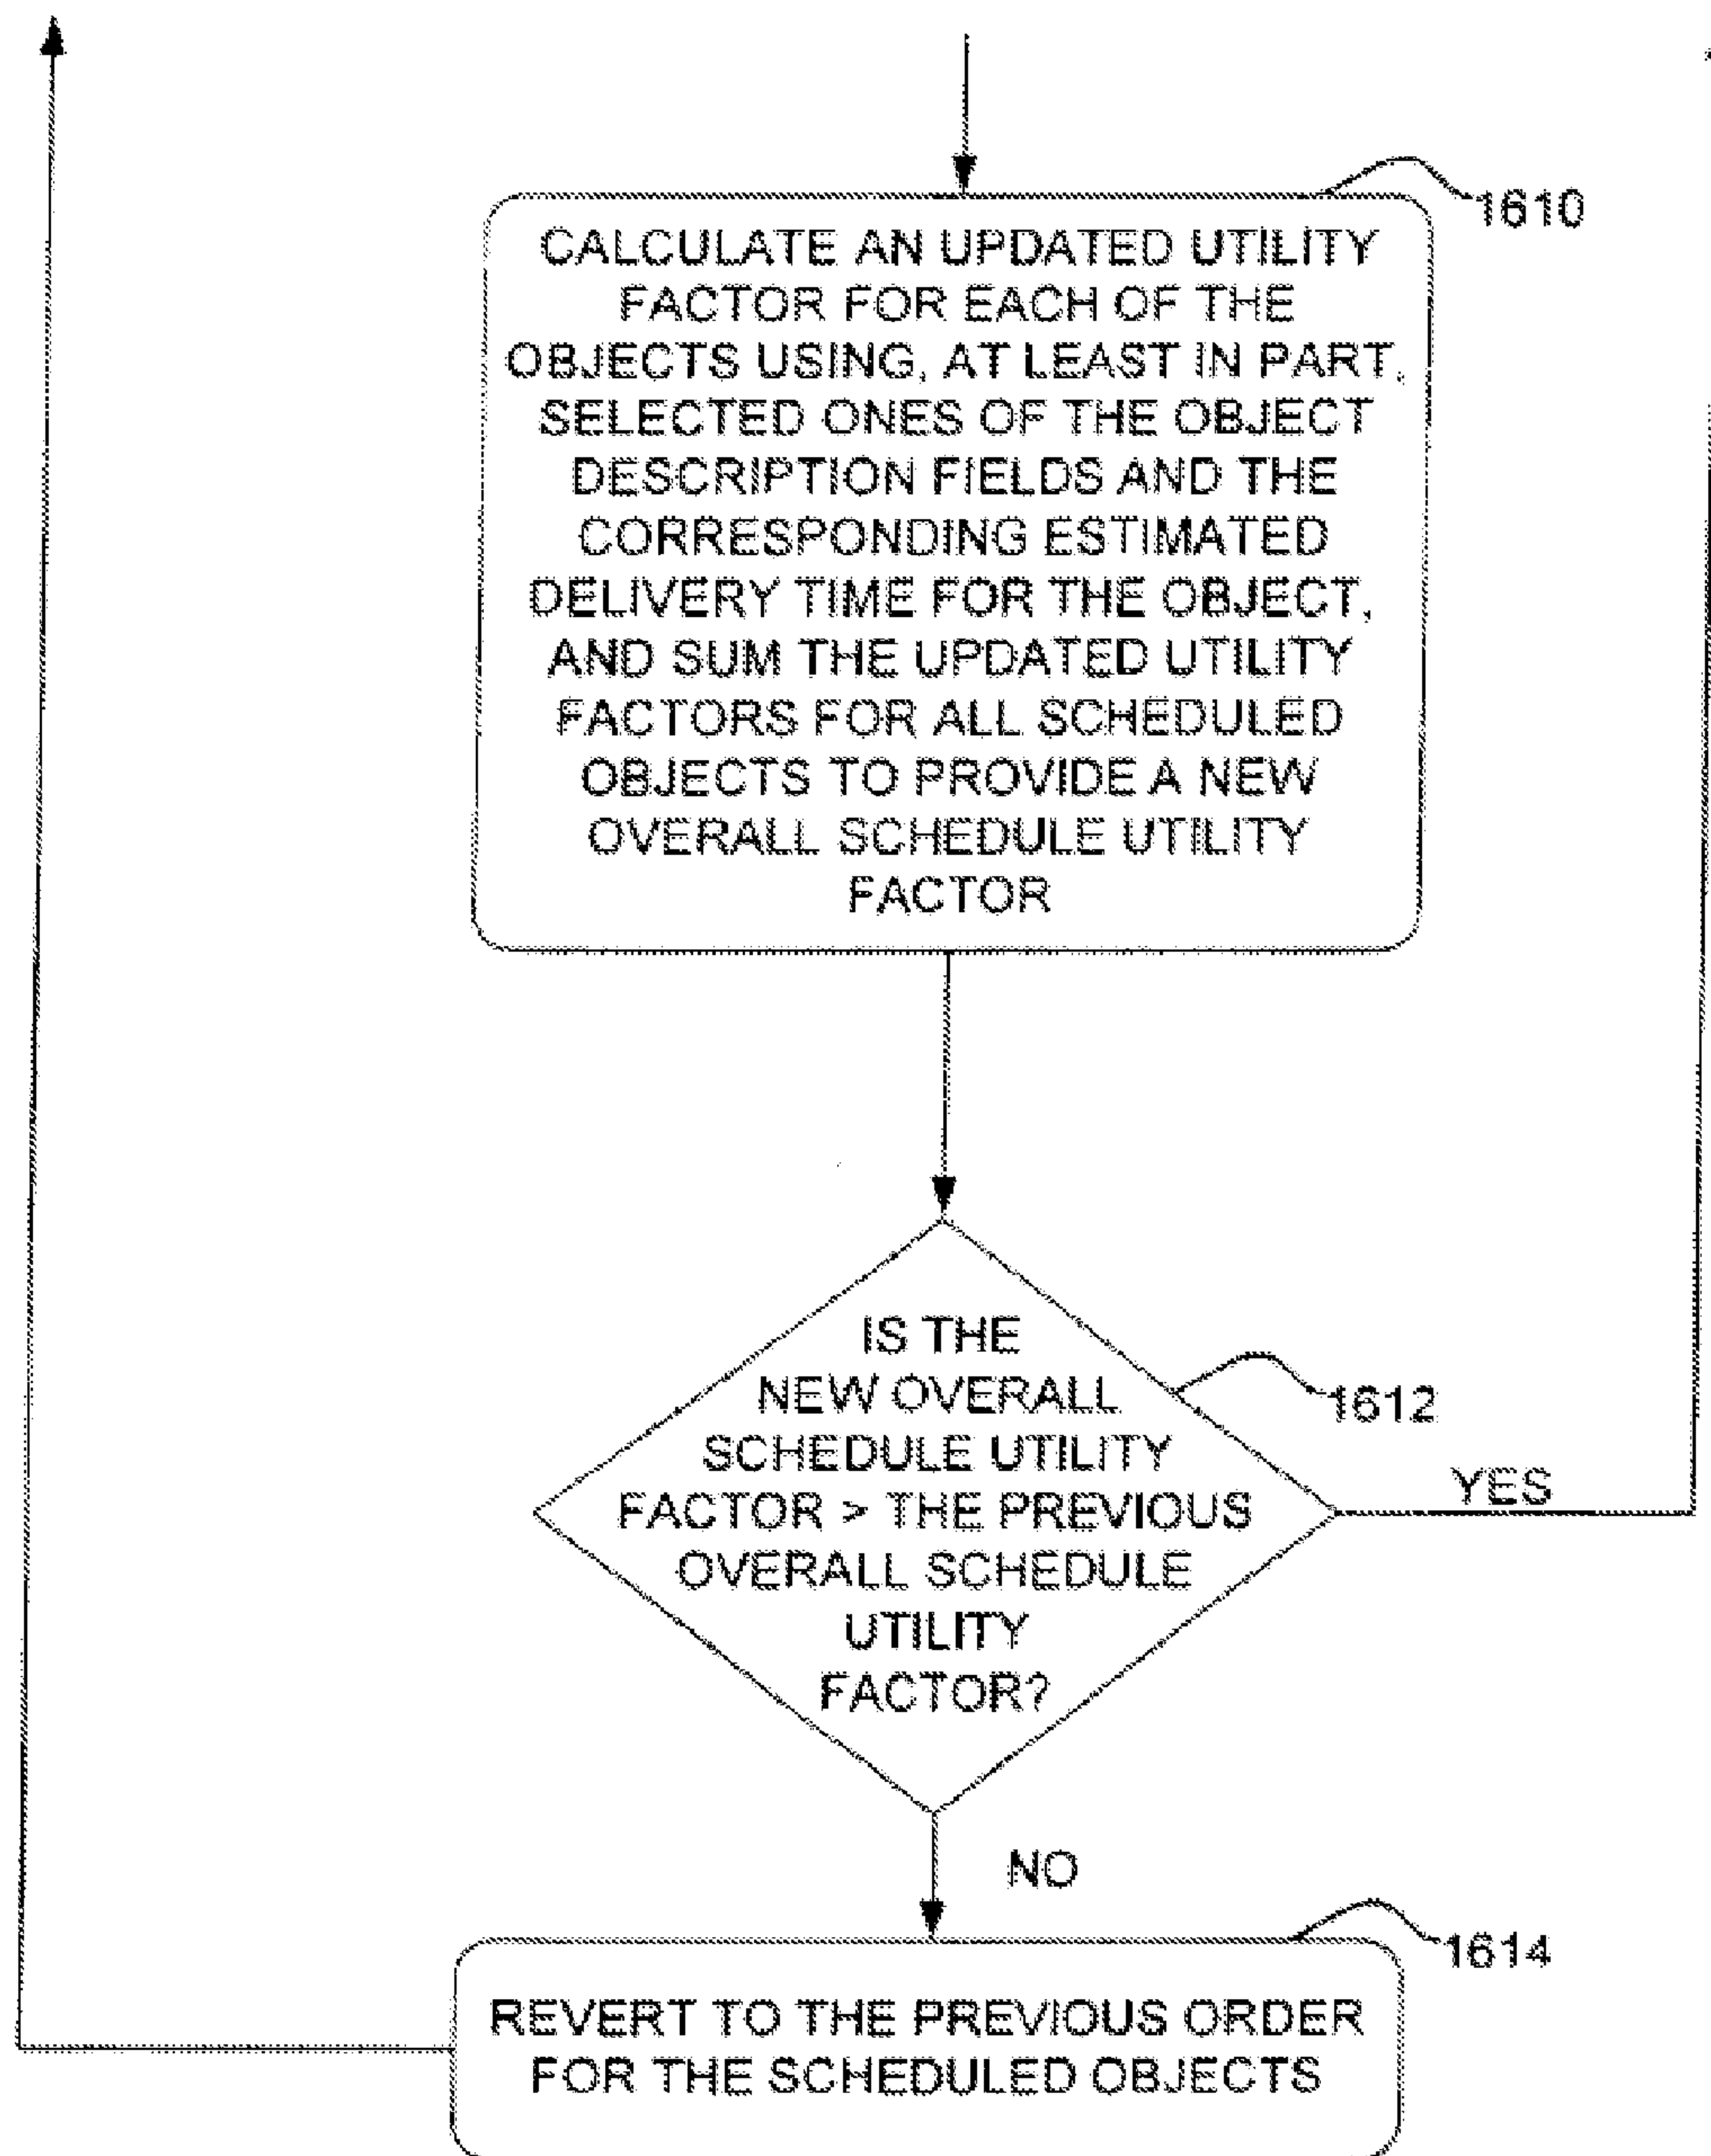 1610
CALCULATE AN UPDATED UTILITY
FACTOR FOR EACH OF THE
OBJECTS USING, AT LEAST IN PART,
SELECTED ONES OF THE OBJECT
DESCRIPTION FIELDS AND THE
CORRESPONDING ESTIMATED
DELIVERY TIME FOR THE OBJECT,
AND SUM THE UPDATED UTILITY
FACTORS FOR ALL SCHEDULED
OBJECTS TO PROVIDE A NEW
OVERALL SCHEDULE UTILITY
FACTOR
IS THE
NEW OVERALL
SCHEDULE UTILITY
FACTOR > THE PREVIOUS
OVERALL SCHEDULE
UTILITY
FACTOR?
1612
YES
NO
1614
REVERT TO THE PREVIOUS ORDER
FOR THE SCHEDULED OBJECTS